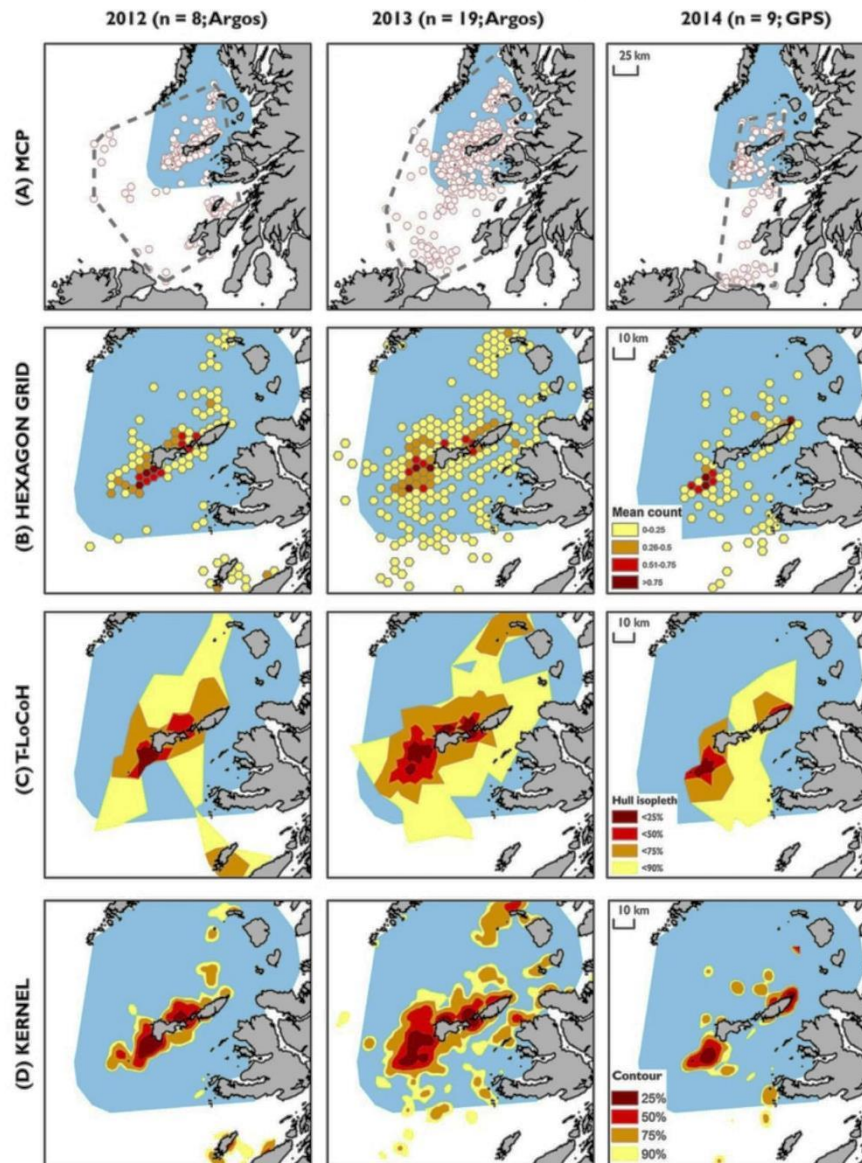 2012 (n = 8; Argos)
2013 (n = 19; Argos)
2014 (n = 9; GPS)
(A) MCP
25 km
(B) HEXAGON GRID
10 km
Mean count
0-0.25
0.26-0.5
0.51-0.75
>0.75
(C) T-LoCoH
10 km
Hull isopleth
<25%
<50%
<75%
<90%
(D) KERNEL
10 km
Contour
25%
50%
75%
90%